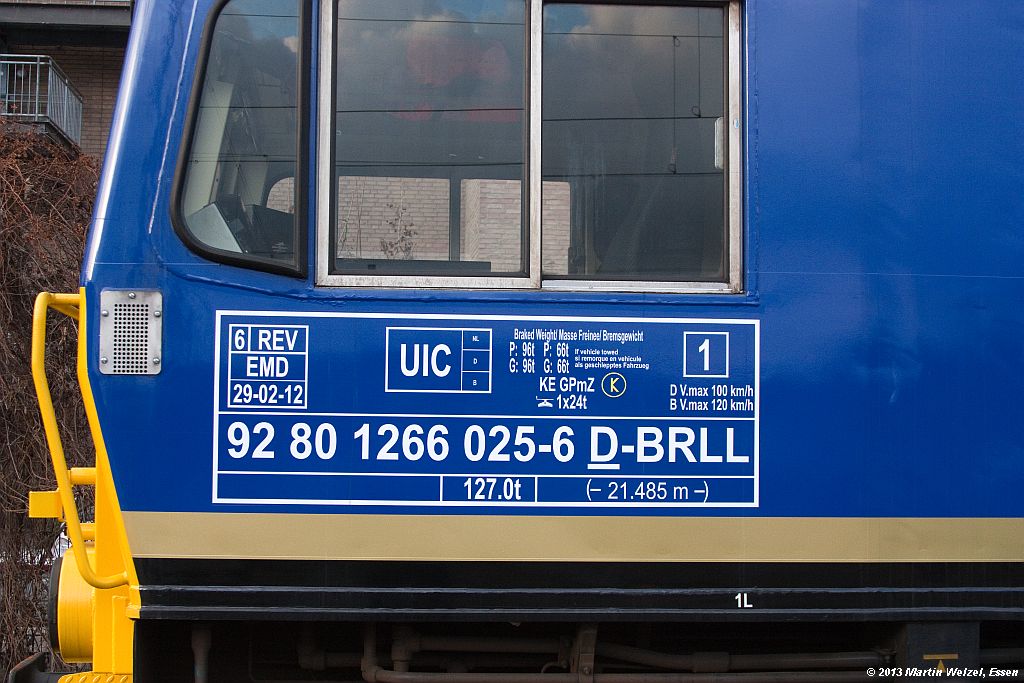 6 REV
EMD
29-02-12
UIC
NL
D
B
Braked Weight/ Masse Freinee/ Bremsgewicht
P: 96t P: 66t
G: 96t G: 66t
If vehicle towed
si remorque en vehicule
als geschlepptes Fahrzeug
KE GPmZ K
1x24t
1
D V.max 100 km/h
B V.max 120 km/h
92 80 1266 025-6 D-BRLL
127.0t
(– 21.485 m –)
1L
© 2013 Martin Welzel, Essen